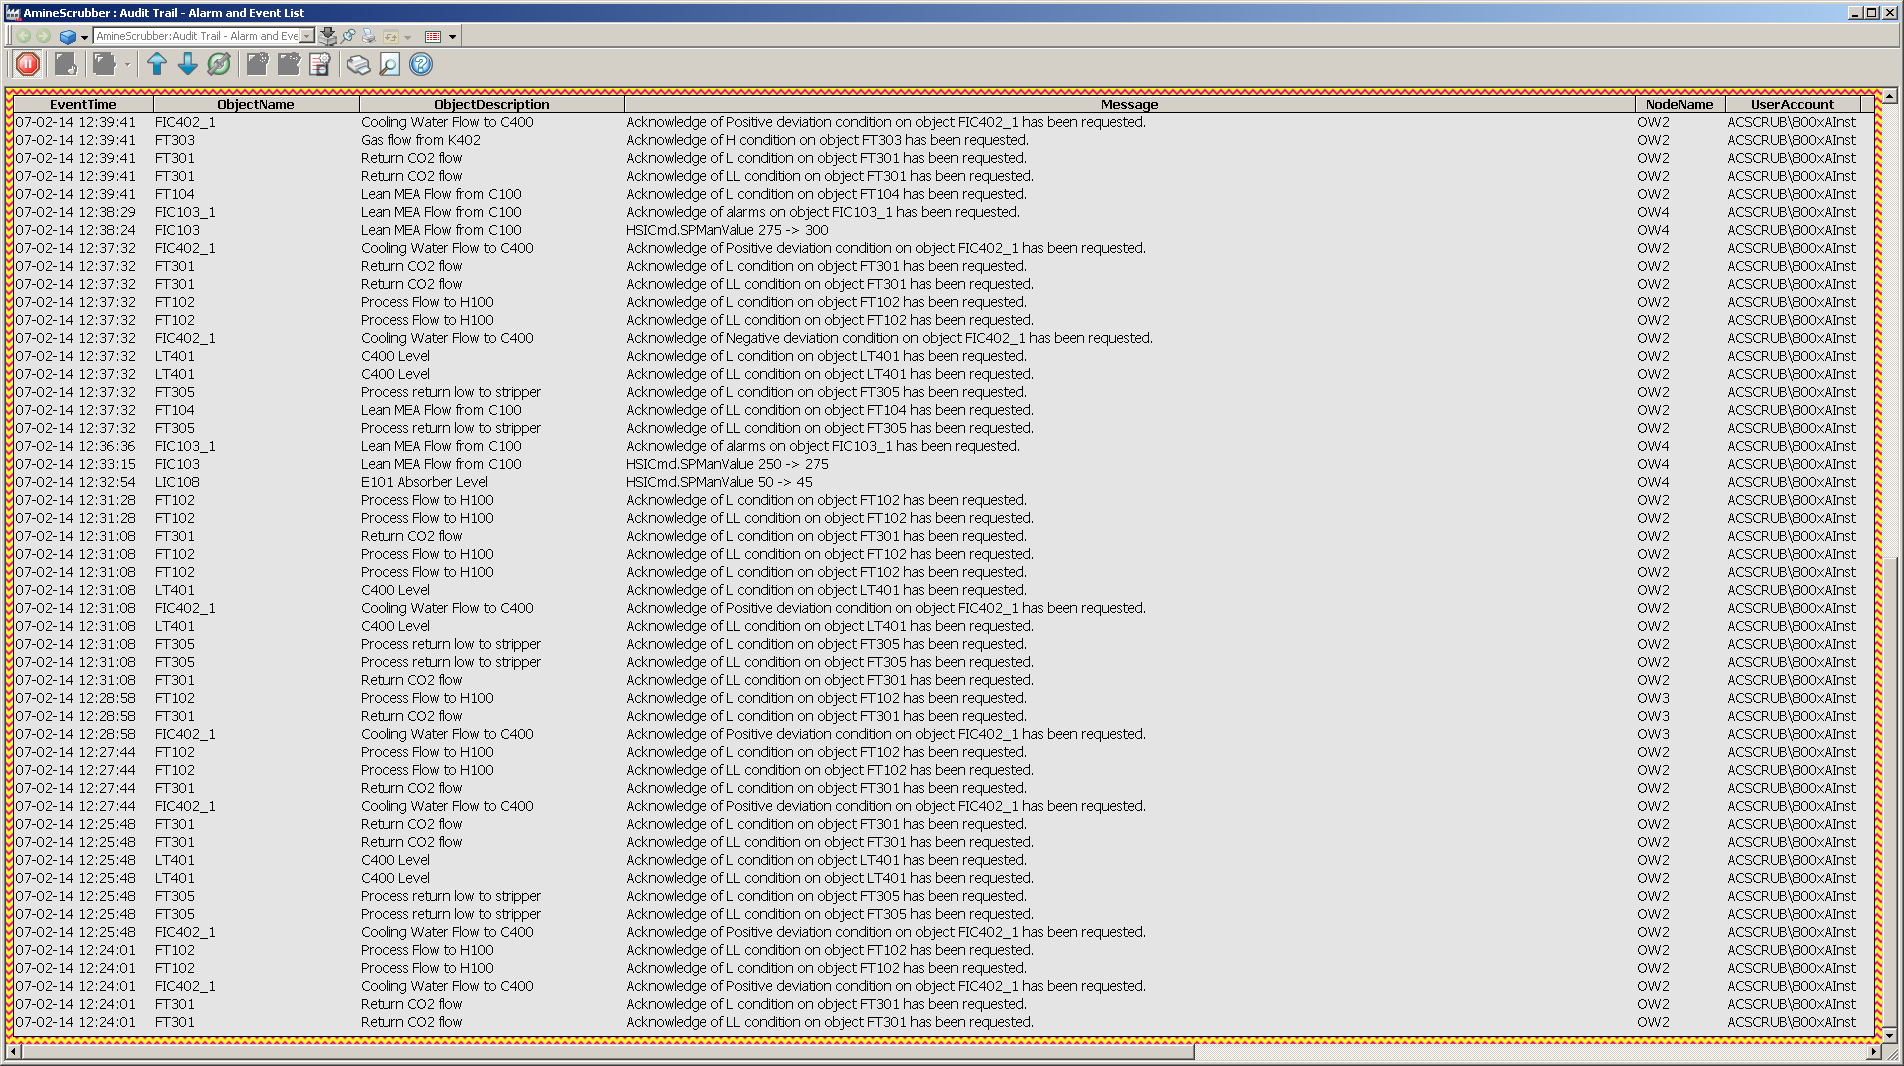 AmineScrubber : Audit Trail - Alarm and Event List
AmineScrubber:Audit Trail - Alarm and Eve
EventTime ObjectName ObjectDescription Message NodeName UserAccount
07-02-14 12:39:41 FIC402_1 Cooling Water Flow to C400 Acknowledge of Positive deviation condition on object FIC402_1 has been requested. OW2 ACSCRUB\800xAInst
07-02-14 12:39:41 FT303 Gas flow from K402 Acknowledge of H condition on object FT303 has been requested. OW2 ACSCRUB\800xAInst
07-02-14 12:39:41 FT301 Return CO2 flow Acknowledge of L condition on object FT301 has been requested. OW2 ACSCRUB\800xAInst
07-02-14 12:39:41 FT301 Return CO2 flow Acknowledge of LL condition on object FT301 has been requested. OW2 ACSCRUB\800xAInst
07-02-14 12:39:41 FT104 Lean MEA Flow from C100 Acknowledge of L condition on object FT104 has been requested. OW2 ACSCRUB\800xAInst
07-02-14 12:38:29 FIC103_1 Lean MEA Flow from C100 Acknowledge of alarms on object FIC103_1 has been requested. OW4 ACSCRUB\800xAInst
07-02-14 12:38:24 FIC103 Lean MEA Flow from C100 HSICmd.SPManValue 275 -> 300 OW4 ACSCRUB\800xAInst
07-02-14 12:37:32 FIC402_1 Cooling Water Flow to C400 Acknowledge of Positive deviation condition on object FIC402_1 has been requested. OW2 ACSCRUB\800xAInst
07-02-14 12:37:32 FT301 Return CO2 flow Acknowledge of L condition on object FT301 has been requested. OW2 ACSCRUB\800xAInst
07-02-14 12:37:32 FT301 Return CO2 flow Acknowledge of LL condition on object FT301 has been requested. OW2 ACSCRUB\800xAInst
07-02-14 12:37:32 FT102 Process Flow to H100 Acknowledge of L condition on object FT102 has been requested. OW2 ACSCRUB\800xAInst
07-02-14 12:37:32 FT102 Process Flow to H100 Acknowledge of LL condition on object FT102 has been requested. OW2 ACSCRUB\800xAInst
07-02-14 12:37:32 FIC402_1 Cooling Water Flow to C400 Acknowledge of Negative deviation condition on object FIC402_1 has been requested. OW2 ACSCRUB\800xAInst
07-02-14 12:37:32 LT401 C400 Level Acknowledge of L condition on object LT401 has been requested. OW2 ACSCRUB\800xAInst
07-02-14 12:37:32 LT401 C400 Level Acknowledge of LL condition on object LT401 has been requested. OW2 ACSCRUB\800xAInst
07-02-14 12:37:32 FT305 Process return low to stripper Acknowledge of L condition on object FT305 has been requested. OW2 ACSCRUB\800xAInst
07-02-14 12:37:32 FT104 Lean MEA Flow from C100 Acknowledge of LL condition on object FT104 has been requested. OW2 ACSCRUB\800xAInst
07-02-14 12:37:32 FT305 Process return low to stripper Acknowledge of LL condition on object FT305 has been requested. OW2 ACSCRUB\800xAInst
07-02-14 12:36:36 FIC103_1 Lean MEA Flow from C100 Acknowledge of alarms on object FIC103_1 has been requested. OW4 ACSCRUB\800xAInst
07-02-14 12:33:15 FIC103 Lean MEA Flow from C100 HSICmd.SPManValue 250 -> 275 OW4 ACSCRUB\800xAInst
07-02-14 12:32:54 LIC108 E101 Absorber Level HSICmd.SPManValue 50 -> 45 OW4 ACSCRUB\800xAInst
07-02-14 12:31:28 FT102 Process Flow to H100 Acknowledge of L condition on object FT102 has been requested. OW2 ACSCRUB\800xAInst
07-02-14 12:31:28 FT102 Process Flow to H100 Acknowledge of LL condition on object FT102 has been requested. OW2 ACSCRUB\800xAInst
07-02-14 12:31:08 FT301 Return CO2 flow Acknowledge of L condition on object FT301 has been requested. OW2 ACSCRUB\800xAInst
07-02-14 12:31:08 FT102 Process Flow to H100 Acknowledge of LL condition on object FT102 has been requested. OW2 ACSCRUB\800xAInst
07-02-14 12:31:08 FT102 Process Flow to H100 Acknowledge of L condition on object FT102 has been requested. OW2 ACSCRUB\800xAInst
07-02-14 12:31:08 LT401 C400 Level Acknowledge of L condition on object LT401 has been requested. OW2 ACSCRUB\800xAInst
07-02-14 12:31:08 FIC402_1 Cooling Water Flow to C400 Acknowledge of Positive deviation condition on object FIC402_1 has been requested. OW2 ACSCRUB\800xAInst
07-02-14 12:31:08 LT401 C400 Level Acknowledge of LL condition on object LT401 has been requested. OW2 ACSCRUB\800xAInst
07-02-14 12:31:08 FT305 Process return low to stripper Acknowledge of L condition on object FT305 has been requested. OW2 ACSCRUB\800xAInst
07-02-14 12:31:08 FT305 Process return low to stripper Acknowledge of LL condition on object FT305 has been requested. OW2 ACSCRUB\800xAInst
07-02-14 12:31:08 FT301 Return CO2 flow Acknowledge of LL condition on object FT301 has been requested. OW2 ACSCRUB\800xAInst
07-02-14 12:28:58 FT102 Process Flow to H100 Acknowledge of L condition on object FT102 has been requested. OW3 ACSCRUB\800xAInst
07-02-14 12:28:58 FT301 Return CO2 flow Acknowledge of L condition on object FT301 has been requested. OW3 ACSCRUB\800xAInst
07-02-14 12:28:58 FIC402_1 Cooling Water Flow to C400 Acknowledge of Positive deviation condition on object FIC402_1 has been requested. OW3 ACSCRUB\800xAInst
07-02-14 12:27:44 FT102 Process Flow to H100 Acknowledge of L condition on object FT102 has been requested. OW2 ACSCRUB\800xAInst
07-02-14 12:27:44 FT102 Process Flow to H100 Acknowledge of LL condition on object FT102 has been requested. OW2 ACSCRUB\800xAInst
07-02-14 12:27:44 FT301 Return CO2 flow Acknowledge of L condition on object FT301 has been requested. OW2 ACSCRUB\800xAInst
07-02-14 12:27:44 FIC402_1 Cooling Water Flow to C400 Acknowledge of Positive deviation condition on object FIC402_1 has been requested. OW2 ACSCRUB\800xAInst
07-02-14 12:25:48 FT301 Return CO2 flow Acknowledge of L condition on object FT301 has been requested. OW2 ACSCRUB\800xAInst
07-02-14 12:25:48 FT301 Return CO2 flow Acknowledge of LL condition on object FT301 has been requested. OW2 ACSCRUB\800xAInst
07-02-14 12:25:48 LT401 C400 Level Acknowledge of L condition on object LT401 has been requested. OW2 ACSCRUB\800xAInst
07-02-14 12:25:48 LT401 C400 Level Acknowledge of LL condition on object LT401 has been requested. OW2 ACSCRUB\800xAInst
07-02-14 12:25:48 FT305 Process return low to stripper Acknowledge of L condition on object FT305 has been requested. OW2 ACSCRUB\800xAInst
07-02-14 12:25:48 FT305 Process return low to stripper Acknowledge of LL condition on object FT305 has been requested. OW2 ACSCRUB\800xAInst
07-02-14 12:25:48 FIC402_1 Cooling Water Flow to C400 Acknowledge of Positive deviation condition on object FIC402_1 has been requested. OW2 ACSCRUB\800xAInst
07-02-14 12:24:01 FT102 Process Flow to H100 Acknowledge of LL condition on object FT102 has been requested. OW2 ACSCRUB\800xAInst
07-02-14 12:24:01 FT102 Process Flow to H100 Acknowledge of L condition on object FT102 has been requested. OW2 ACSCRUB\800xAInst
07-02-14 12:24:01 FIC402_1 Cooling Water Flow to C400 Acknowledge of Positive deviation condition on object FIC402_1 has been requested. OW2 ACSCRUB\800xAInst
07-02-14 12:24:01 FT301 Return CO2 flow Acknowledge of L condition on object FT301 has been requested. OW2 ACSCRUB\800xAInst
07-02-14 12:24:01 FT301 Return CO2 flow Acknowledge of LL condition on object FT301 has been requested. OW2 ACSCRUB\800xAInst